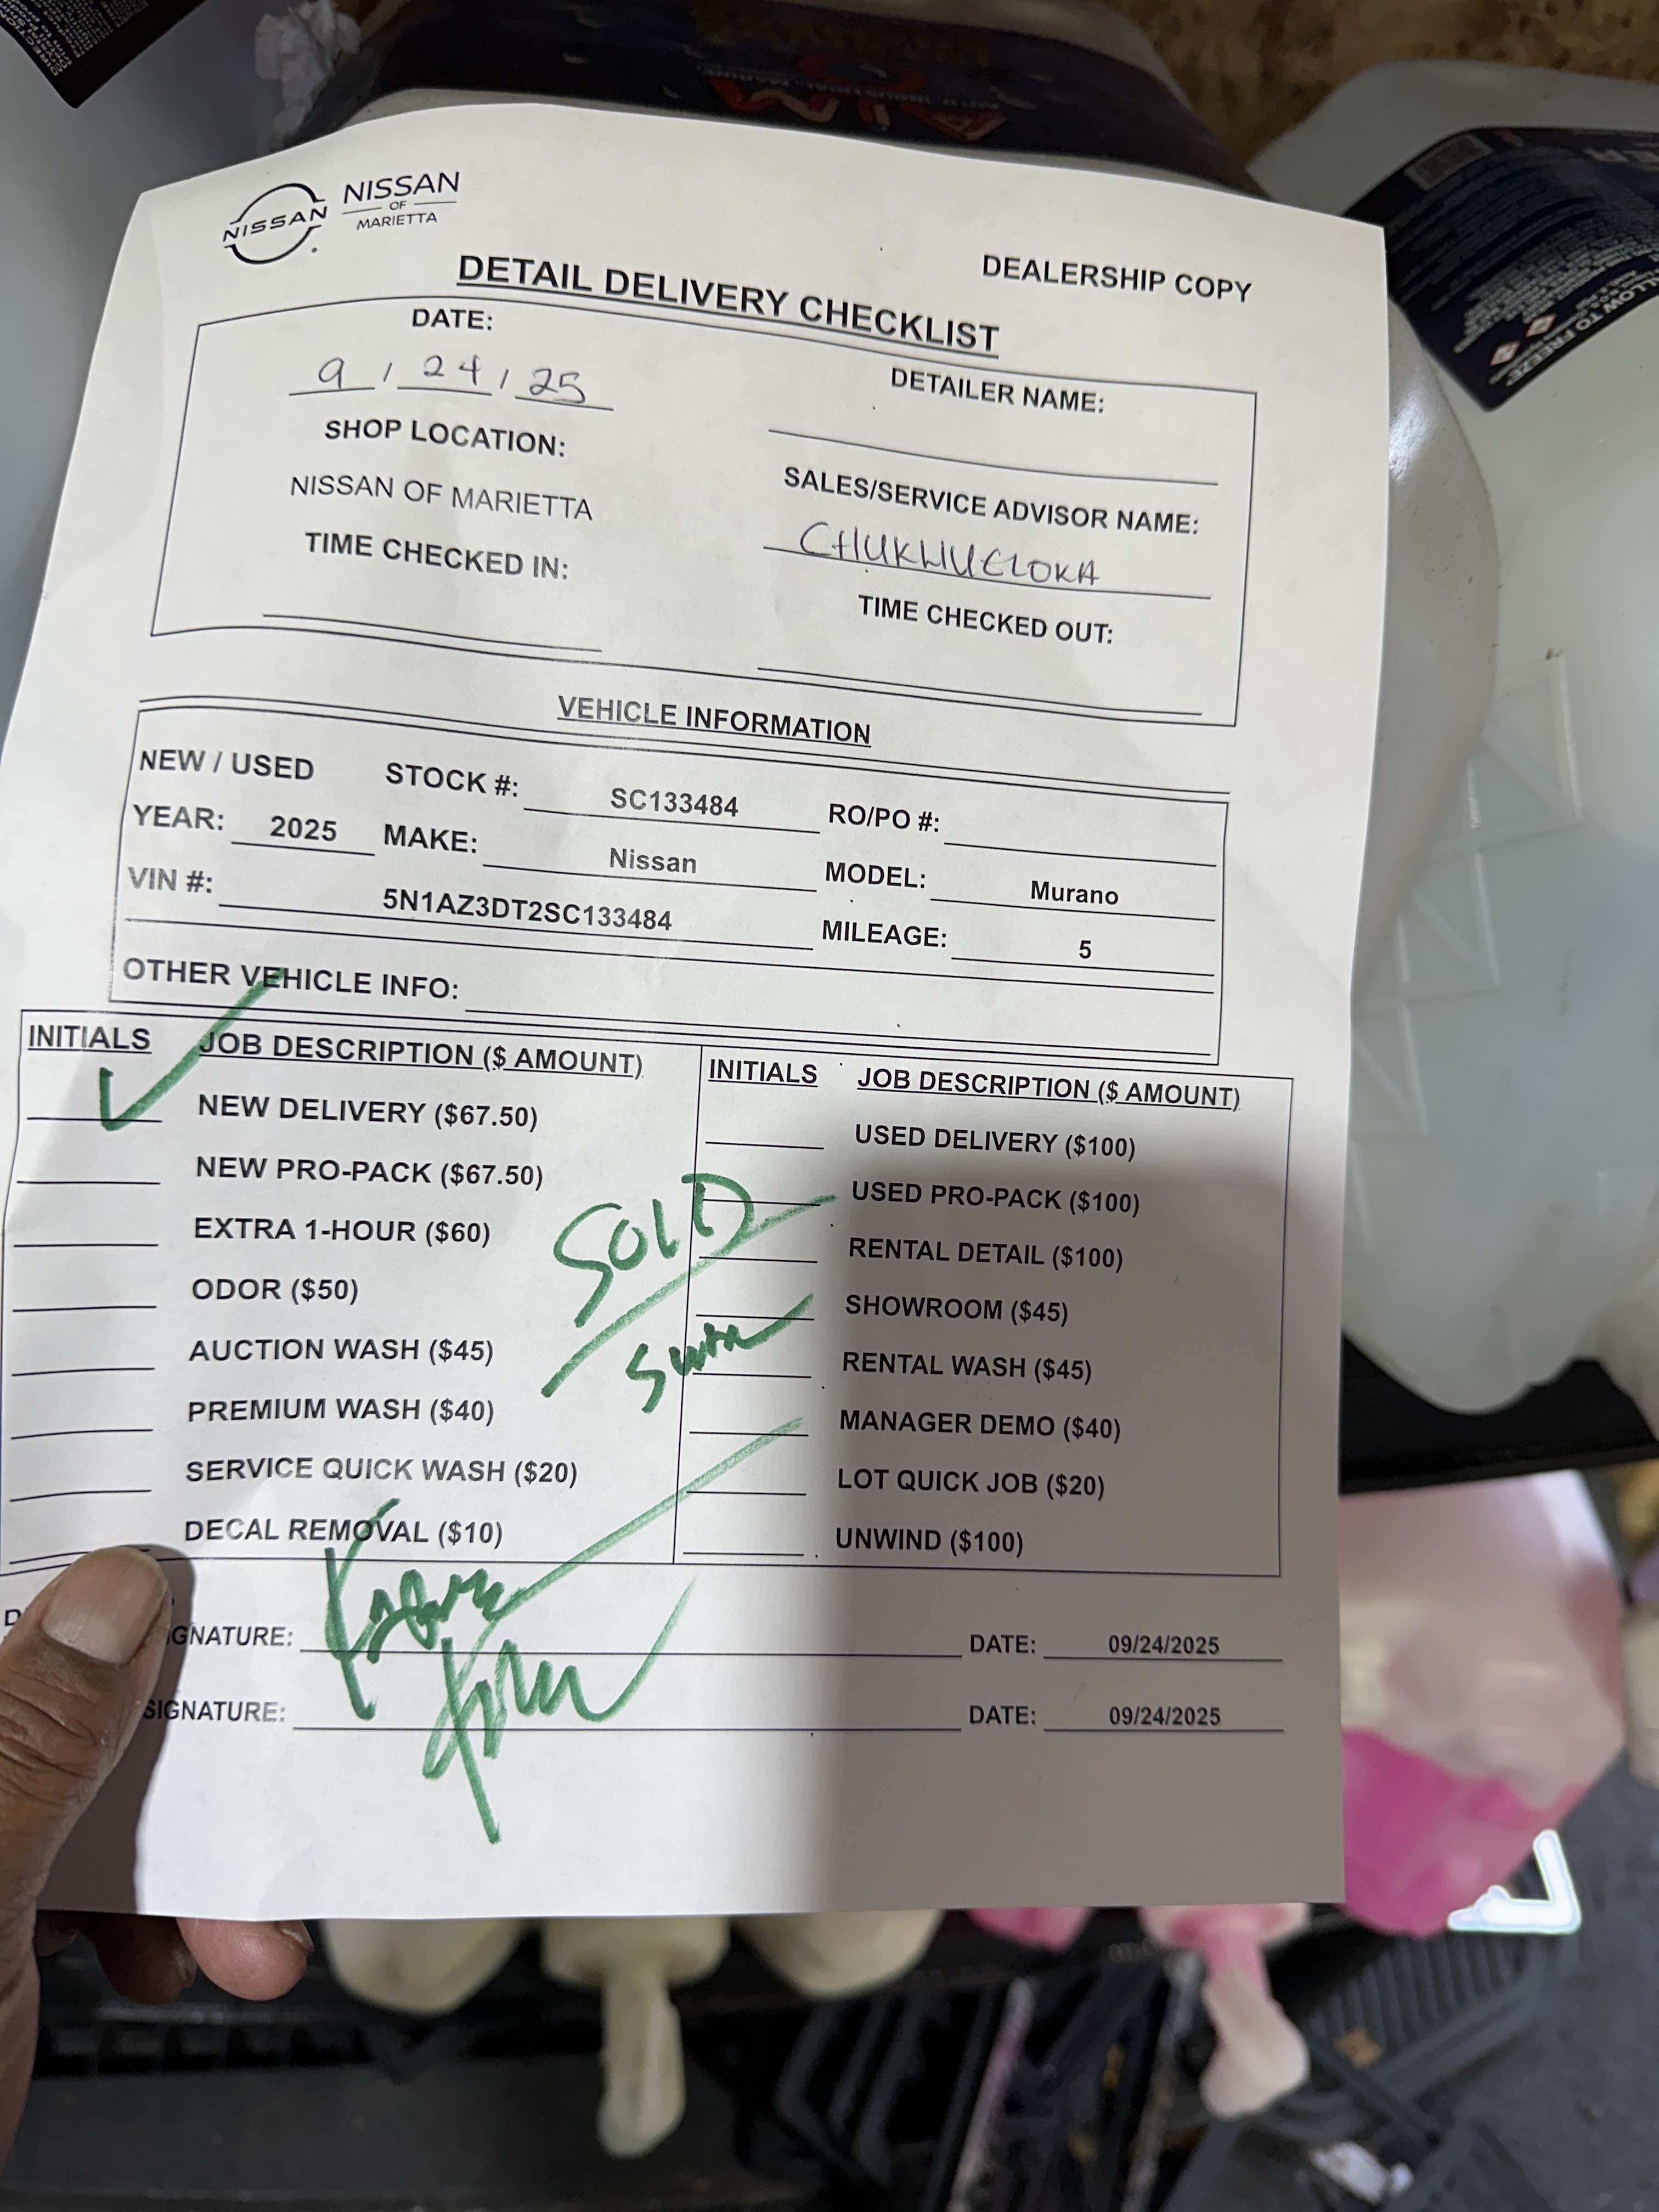 NISSAN
NISSAN
OF
MARIETTA
DEALERSHIP COPY
DETAIL DELIVERY CHECKLIST
DATE:
9 / 24 / 25
DETAILER NAME:
SHOP LOCATION:
NISSAN OF MARIETTA
SALES/SERVICE ADVISOR NAME:
TIME CHECKED IN:
TIME CHECKED OUT:
VEHICLE INFORMATION
NEW / USED STOCK #: SC133484 RO/PO #:
YEAR: 2025 MAKE: Nissan MODEL: Murano
VIN #: 5N1AZ3DT2SC133484 MILEAGE: 5
OTHER VEHICLE INFO:
INITIALS JOB DESCRIPTION ($ AMOUNT) INITIALS JOB DESCRIPTION ($ AMOUNT)
NEW DELIVERY ($67.50) USED DELIVERY ($100)
NEW PRO-PACK ($67.50) USED PRO-PACK ($100)
SOLD
EXTRA 1-HOUR ($60) RENTAL DETAIL ($100)
ODOR ($50) SHOWROOM ($45)
AUCTION WASH ($45) RENTAL WASH ($45)
PREMIUM WASH ($40) MANAGER DEMO ($40)
SERVICE QUICK WASH ($20) LOT QUICK JOB ($20)
DECAL REMOVAL ($10) UNWIND ($100)
GNATURE: DATE: 09/24/2025
SIGNATURE: DATE: 09/24/2025